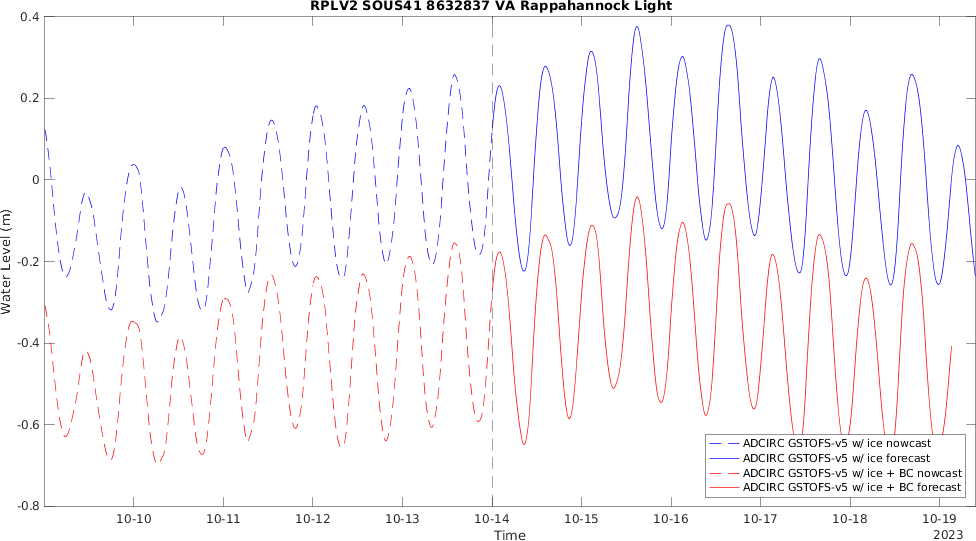 RPLV2 SOUS41 8632837 VA Rappahannock Light
0.4
0.2
0
-0.2
-0.4
-0.6
-0.8
Water Level (m)
ADCIRC GSTOFS-v5 w/ ice nowcast
ADCIRC GSTOFS-v5 w/ ice forecast
ADCIRC GSTOFS-v5 w/ ice + BC nowcast
ADCIRC GSTOFS-v5 w/ ice + BC forecast
10-10 10-11 10-12 10-13 10-14 10-15 10-16 10-17 10-18 10-19
Time
2023